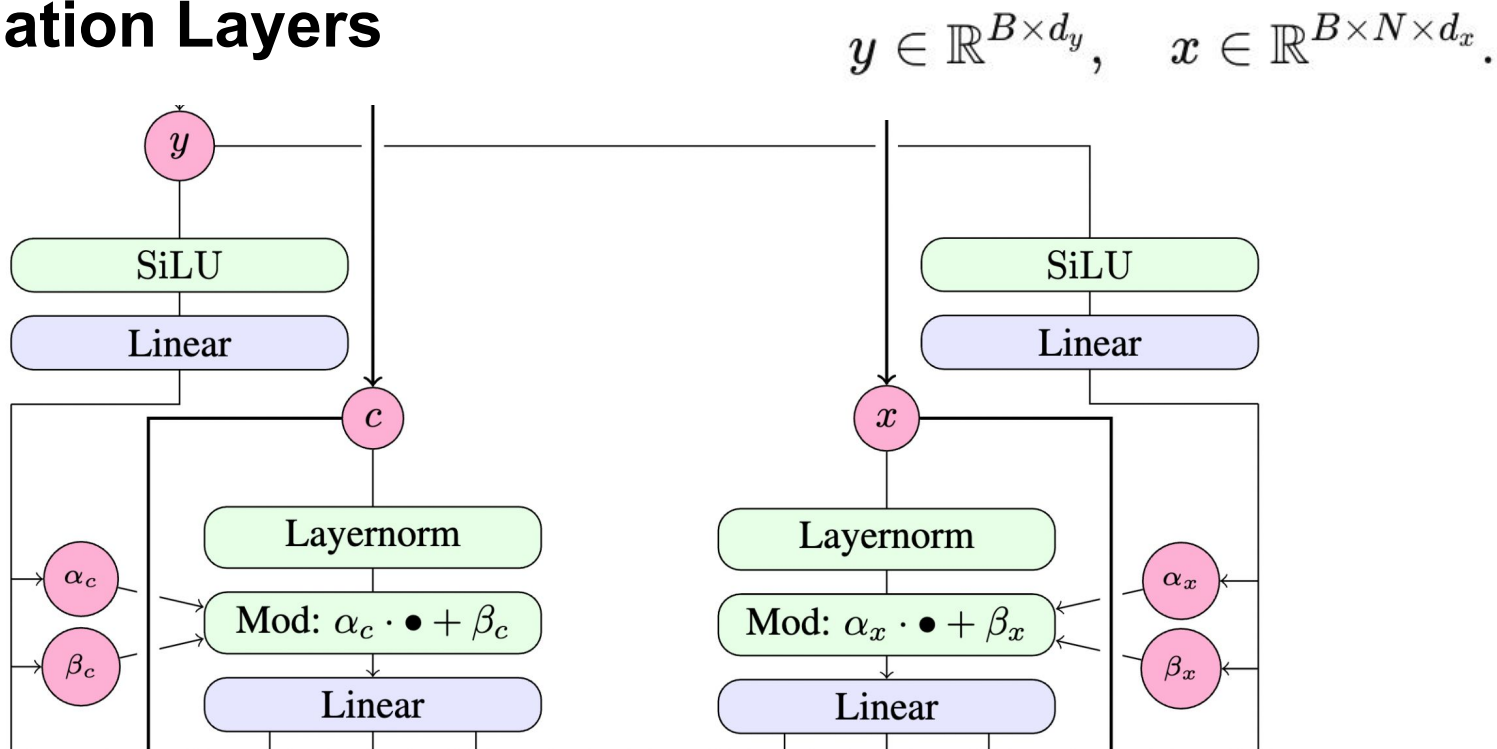 ation Layers
y ∈ ℝ^{B×d_y}, x ∈ ℝ^{B×N×d_x}.
y
SiLU
SiLU
Linear
Linear
c
x
Layernorm
Layernorm
α_c
α_x
Mod: α_c · • + β_c
Mod: α_x · • + β_x
β_c
β_x
Linear
Linear